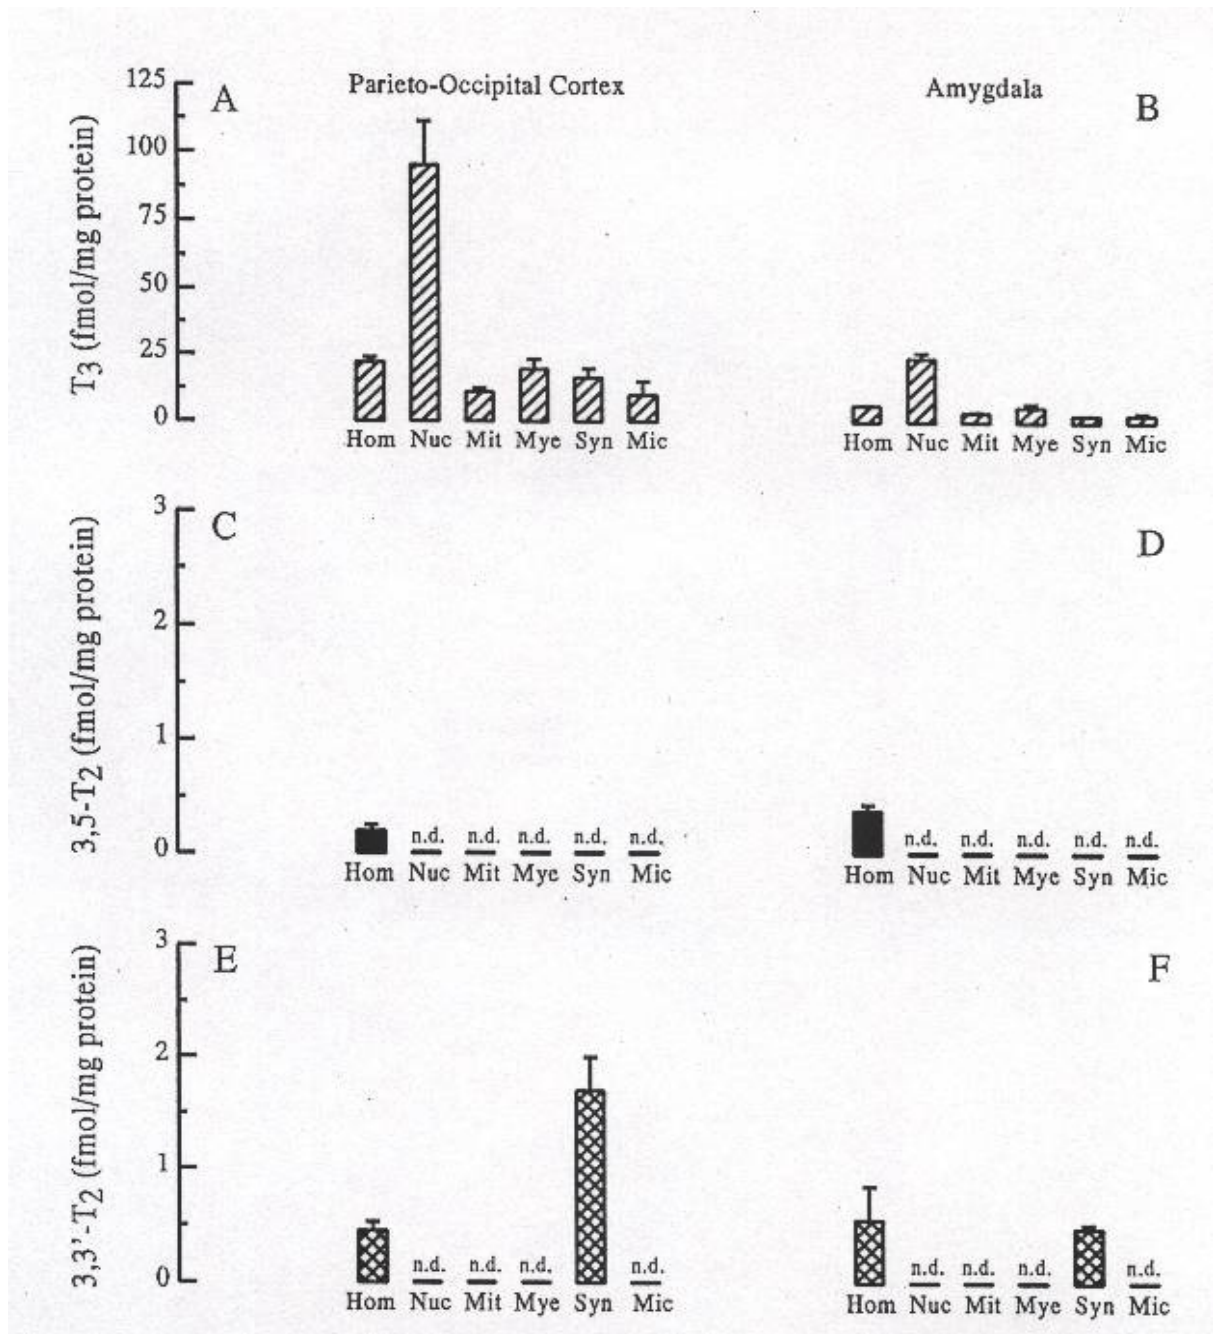 Parieto-Occipital Cortex
Amygdala
A
B
T3 (fmol/mg protein)
125
100
75
50
25
0
Hom Nuc Mit Mye Syn Mic
Hom Nuc Mit Mye Syn Mic
C
D
3,5-T2 (fmol/mg protein)
3
2
1
0
n.d. n.d. n.d. n.d. n.d.
n.d. n.d. n.d. n.d. n.d.
Hom Nuc Mit Mye Syn Mic
Hom Nuc Mit Mye Syn Mic
E
F
3,3'-T2 (fmol/mg protein)
3
2
1
0
n.d. n.d. n.d. n.d.
n.d. n.d. n.d. n.d.
Hom Nuc Mit Mye Syn Mic
Hom Nuc Mit Mye Syn Mic